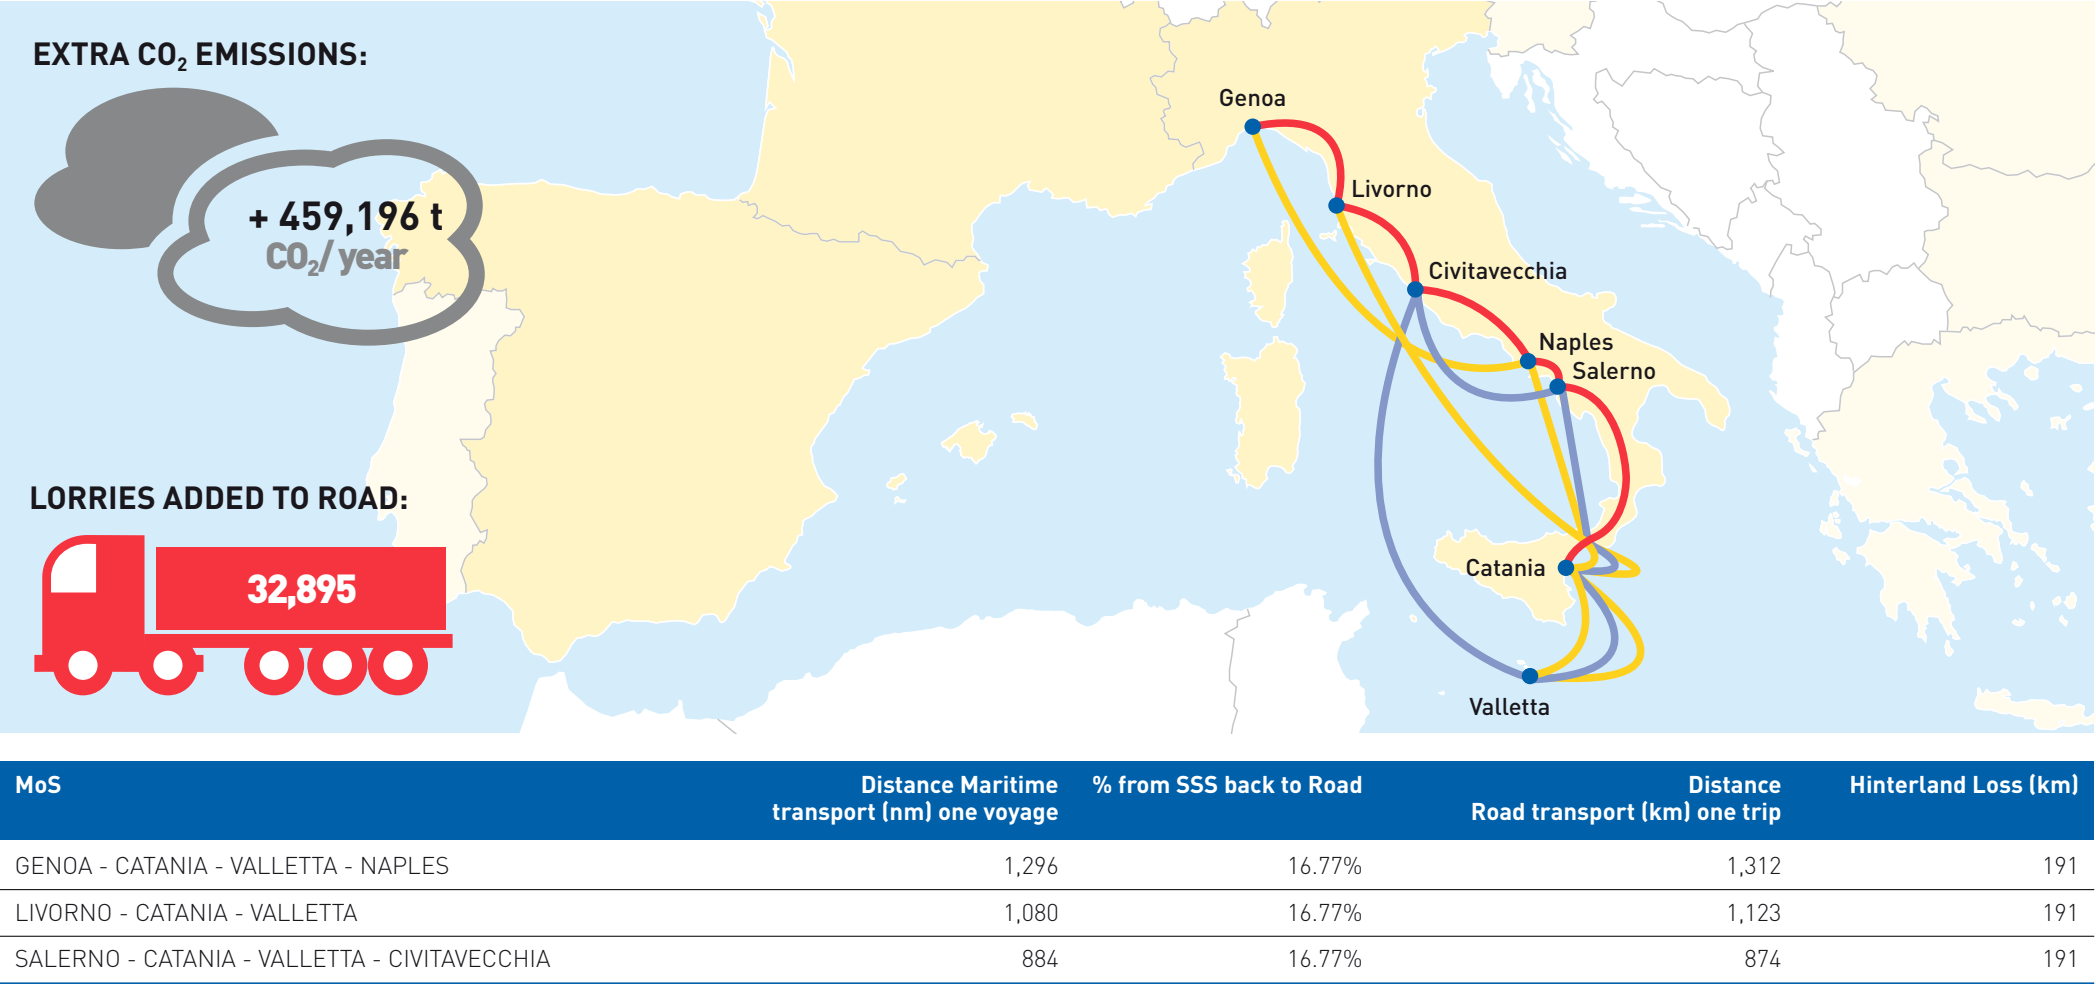 EXTRA CO₂ EMISSIONS:
+ 459,196 t
CO₂/ year
LORRIES ADDED TO ROAD:
32,895
Genoa
Livorno
Civitavecchia
Naples
Salerno
Catania
Valletta
MoS
Distance Maritime
transport (nm) one voyage
% from SSS back to Road
Distance
Road transport (km) one trip
Hinterland Loss (km)
GENOA - CATANIA - VALLETTA - NAPLES 1,296 16.77% 1,312 191
LIVORNO - CATANIA - VALLETTA 1,080 16.77% 1,123 191
SALERNO - CATANIA - VALLETTA - CIVITAVECCHIA 884 16.77% 874 191